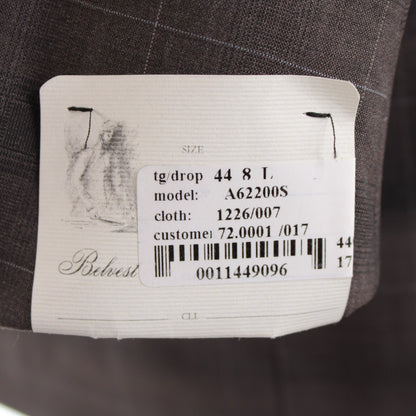 SIZE
tg/drop 44 8 L
model: A62200S
cloth: 1226/007
custome 72.0001 /017
44
17
0011449096
Belvest
CLI